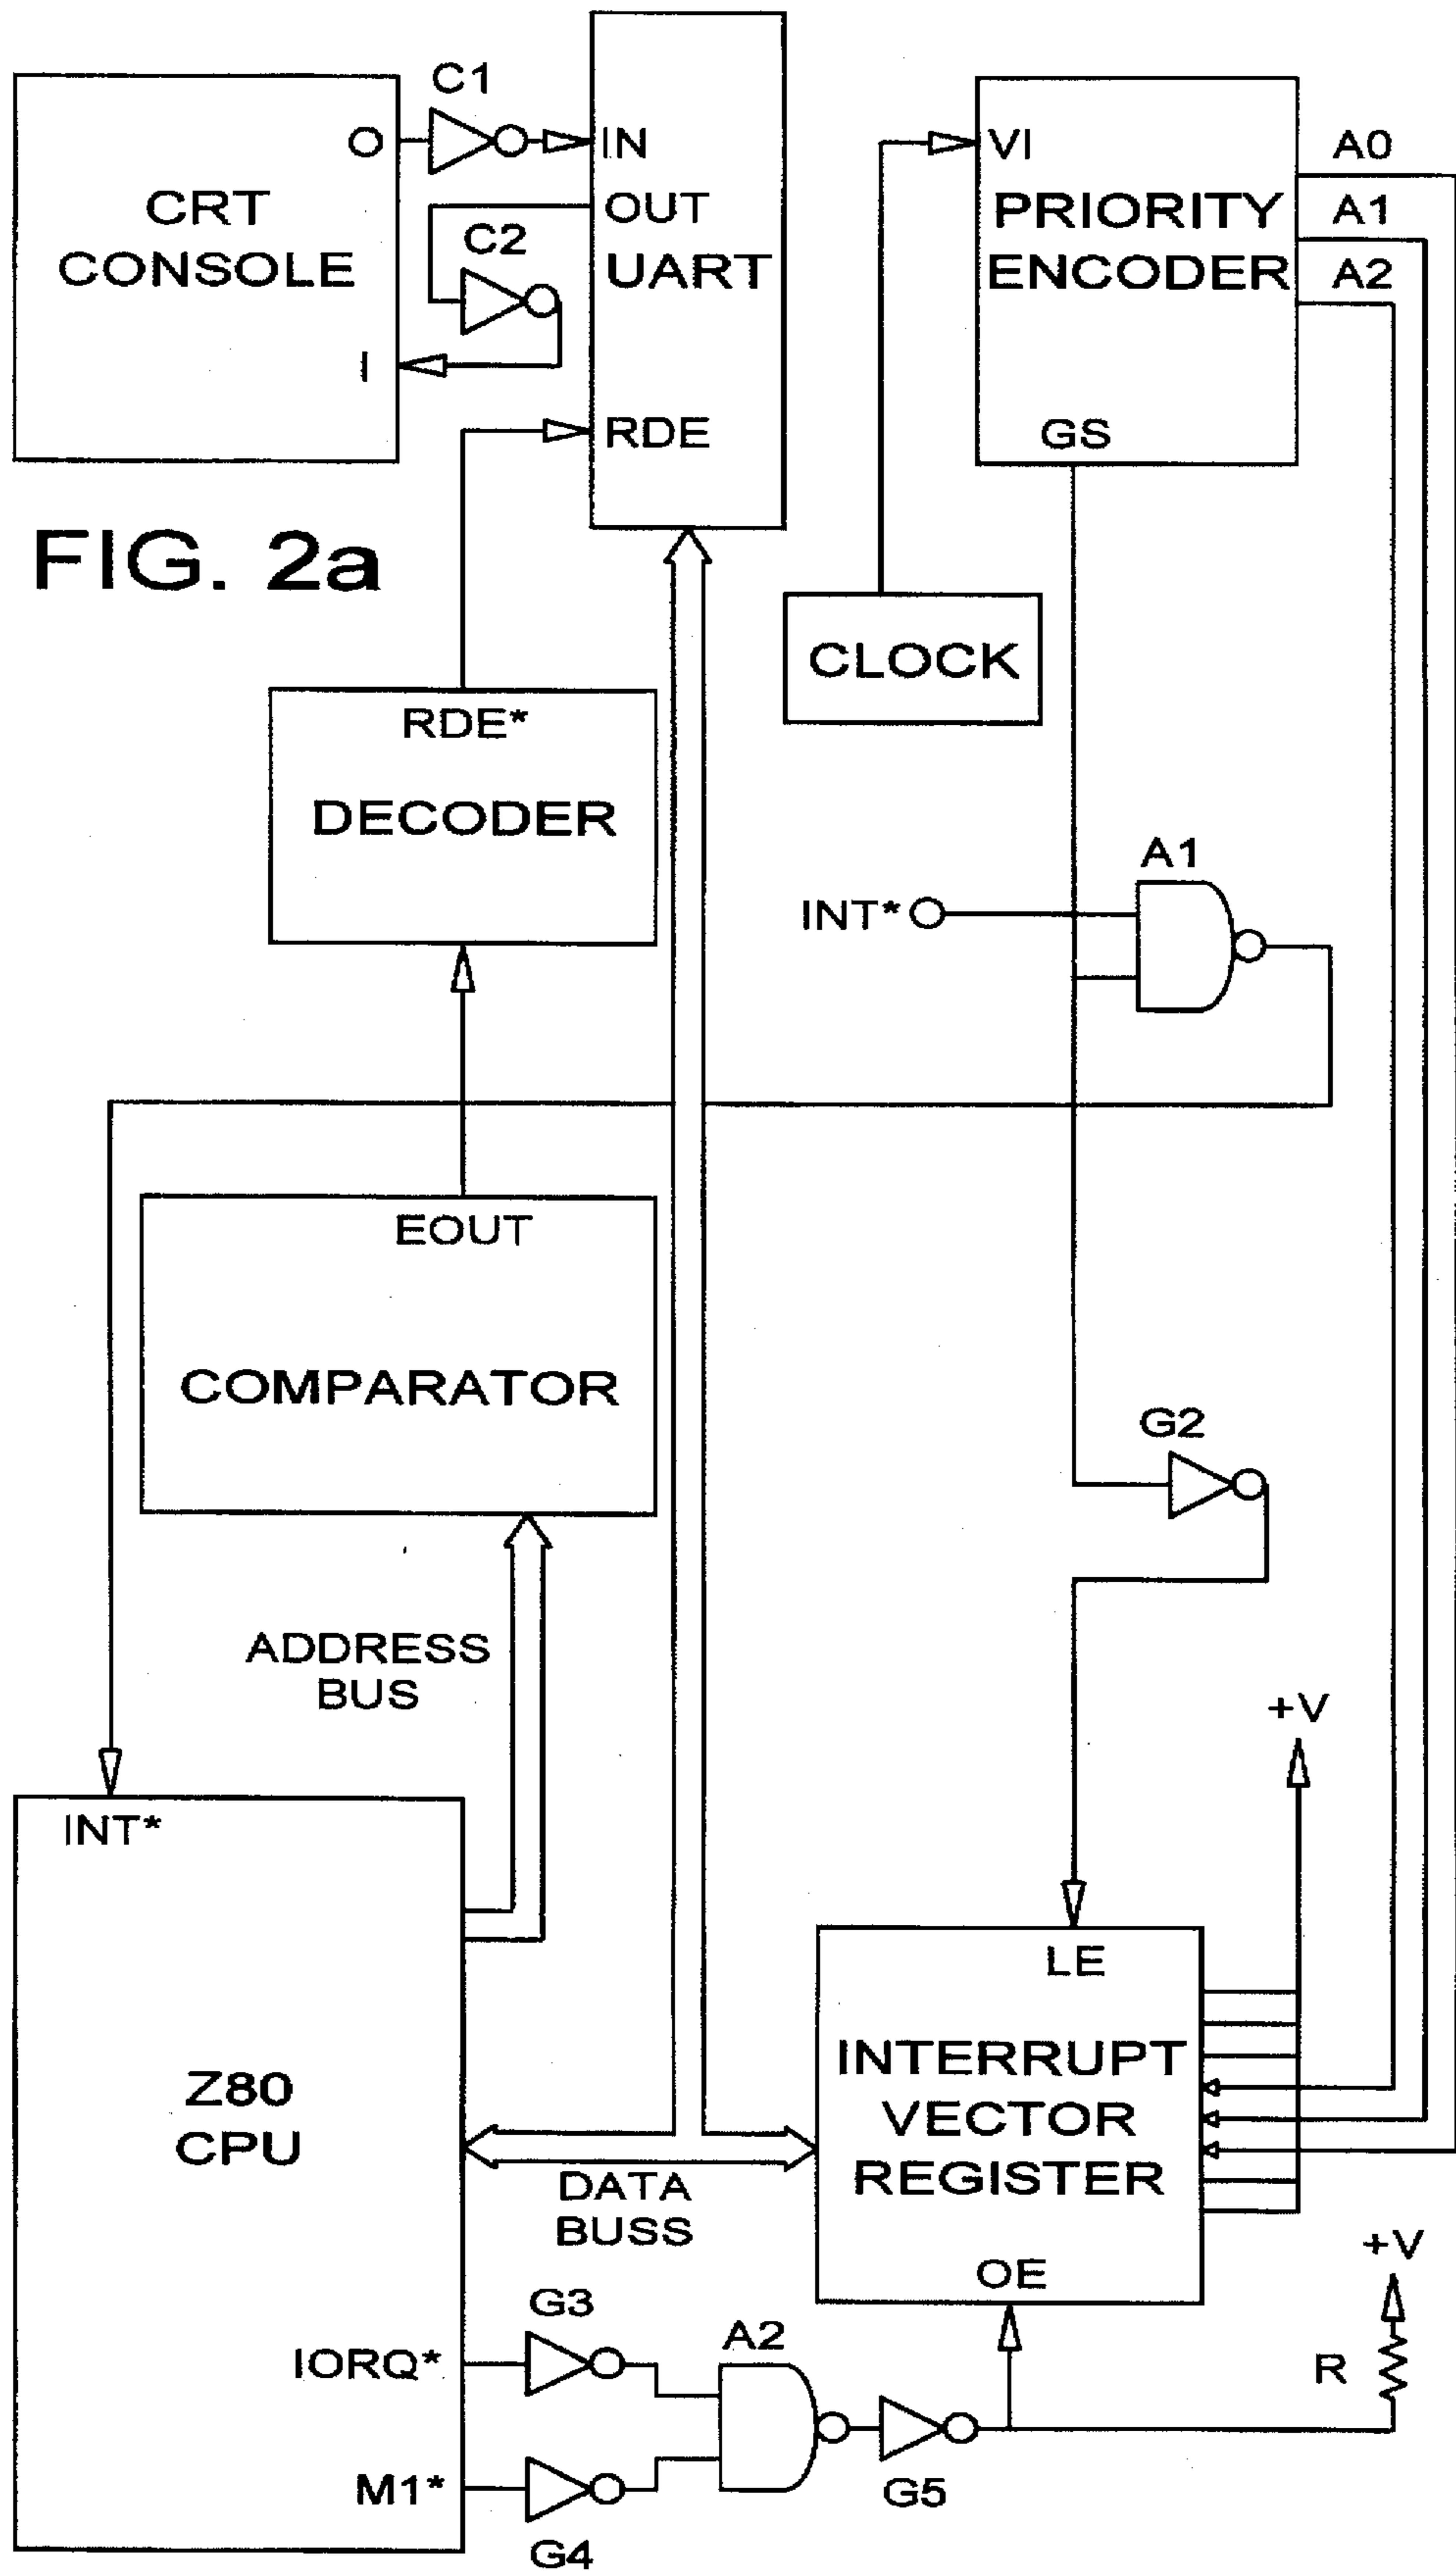 C1
O
IN
VI
A0
CRT
CONSOLE
OUT
C2
UART
PRIORITY
ENCODER
A1
A2
I
RDE
GS
FIG. 2a
CLOCK
RDE*
DECODER
A1
INT*
EOUT
COMPARATOR
G2
ADDRESS
BUS
+V
INT*
LE
Z80
CPU
INTERRUPT
VECTOR
REGISTER
DATA
BUSS
OE
+V
G3
A2
IORQ*
R
M1*
G5
G4